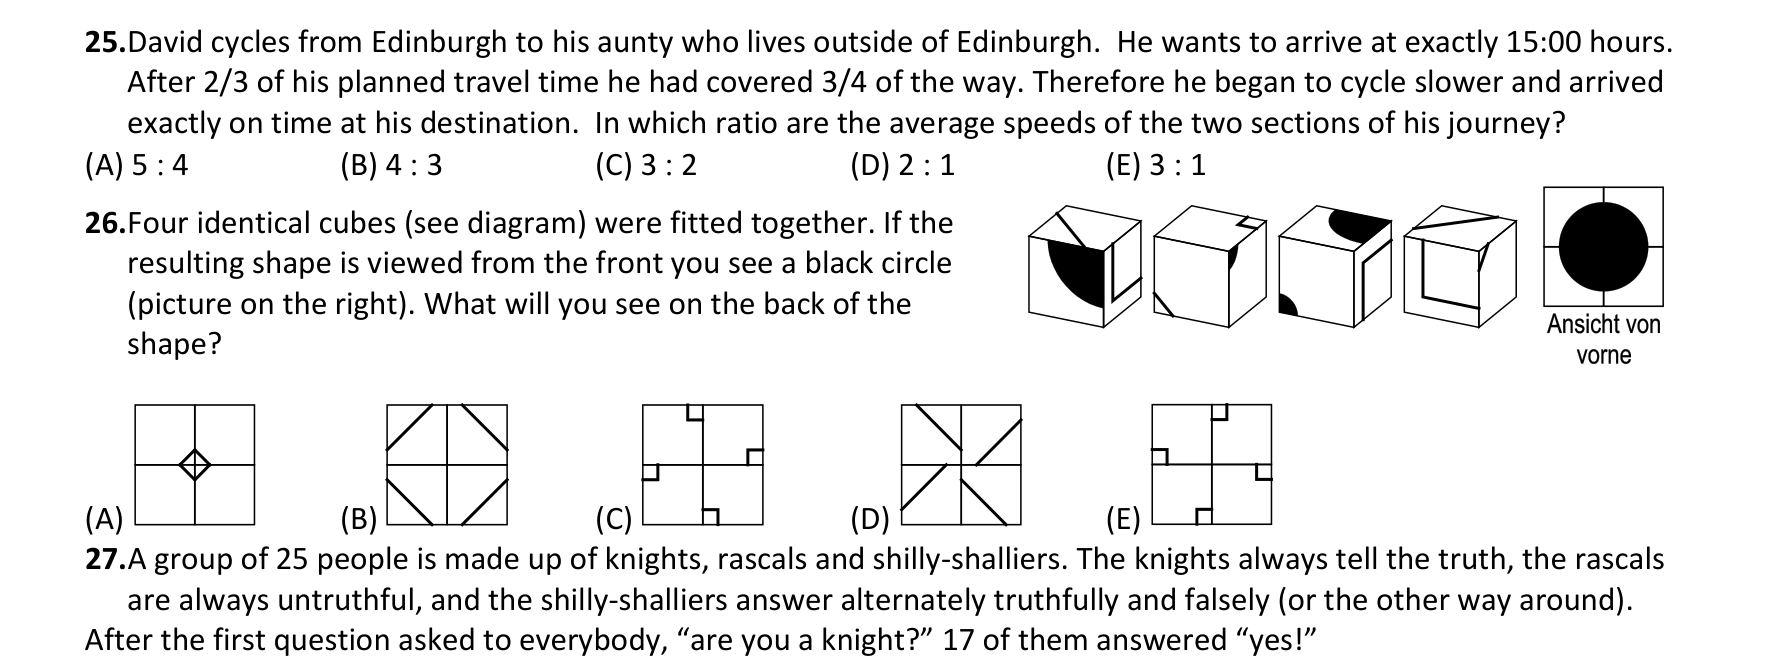 25.David cycles from Edinburgh to his aunty who lives outside of Edinburgh. He wants to arrive at exactly 15:00 hours.
After 2/3 of his planned travel time he had covered 3/4 of the way. Therefore he began to cycle slower and arrived
exactly on time at his destination. In which ratio are the average speeds of the two sections of his journey?
(A) 5 : 4 (B) 4 : 3 (C) 3 : 2 (D) 2 : 1 (E) 3 : 1
26.Four identical cubes (see diagram) were fitted together. If the
resulting shape is viewed from the front you see a black circle
(picture on the right). What will you see on the back of the
shape?
Ansicht von
vorne
(A) (B) (C) (D) (E)
27.A group of 25 people is made up of knights, rascals and shilly-shalliers. The knights always tell the truth, the rascals
are always untruthful, and the shilly-shalliers answer alternately truthfully and falsely (or the other way around).
After the first question asked to everybody, “are you a knight?” 17 of them answered “yes!”